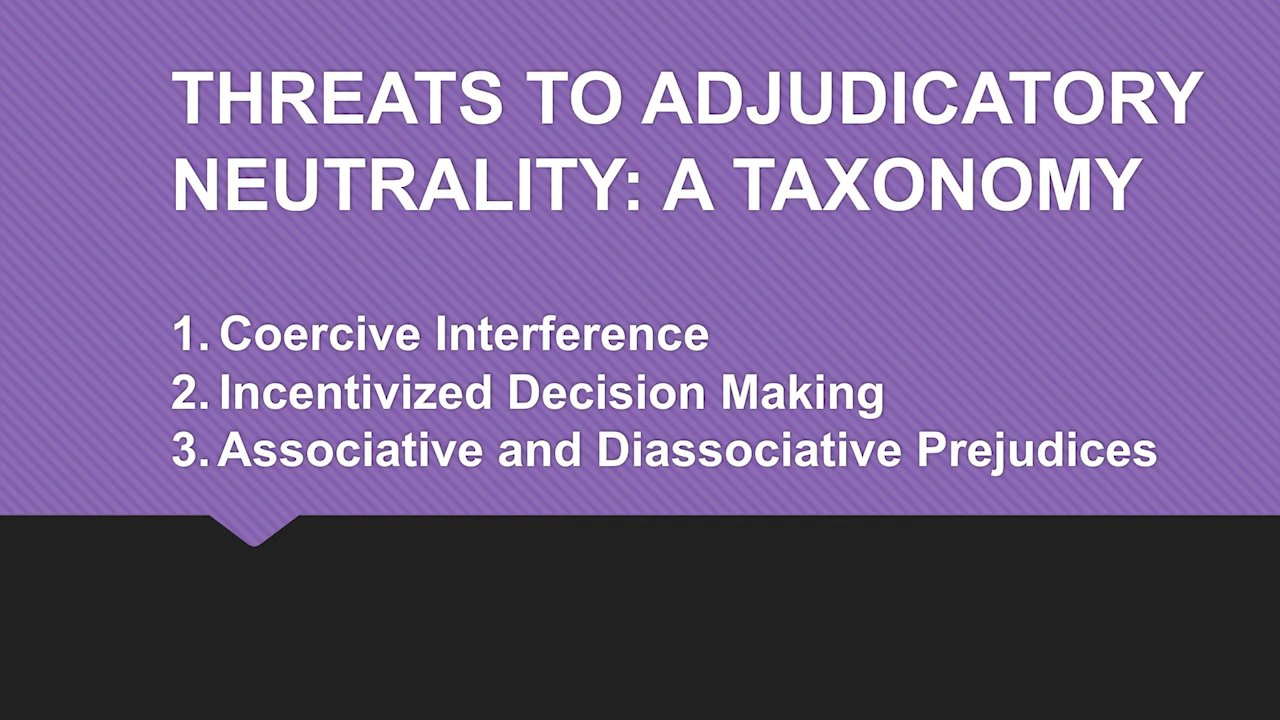 THREATS TO ADJUDICATORY
NEUTRALITY: A TAXONOMY
1. Coercive Interference
2. Incentivized Decision Making
3. Associative and Diassociative Prejudices